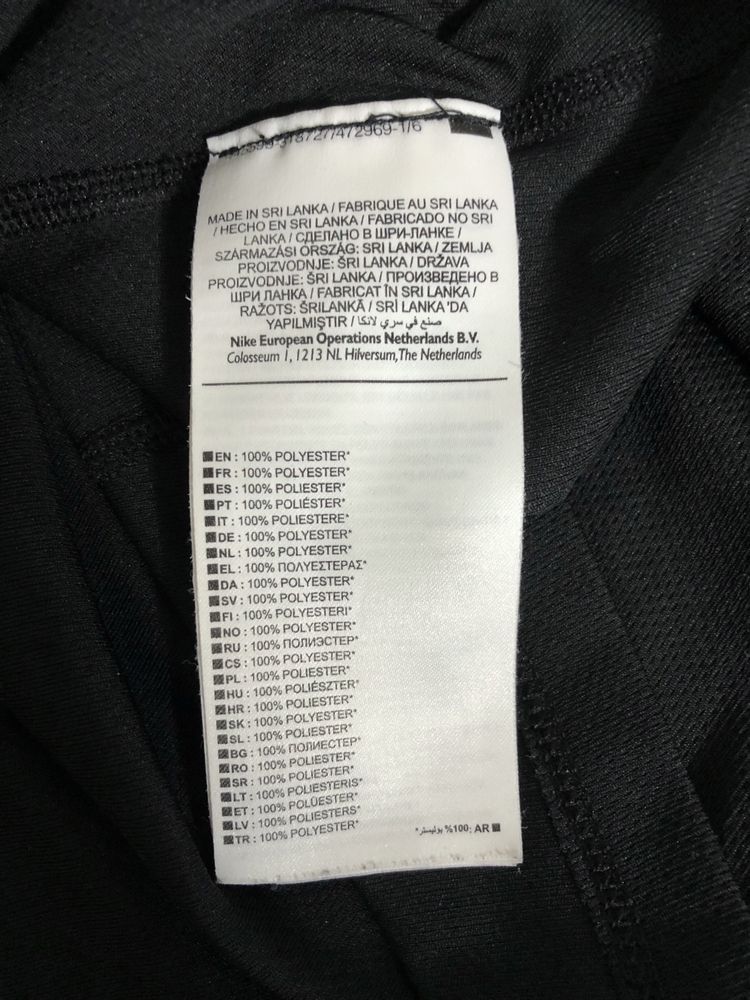 MADE IN SRI LANKA / FABRIQUE AU SRI LANKA
/ HECHO EN SRI LANKA / FABRICADO NO SRI
LANKA / СДЕЛАНО В ШРИ-ЛАНКЕ /
SZÁRMAZÁSI ORSZÁG: SRI LANKA / ZEMLJA
PROIZVODNJE: ŠRI LANKA / DRŽAVA
PROIZVODNJE: ŠRI LANKA / ПРОИЗВЕДЕНО В
ШРИ ЛАНКА / FABRICAT ÎN SRI LANKA /
RAŽOTS: ŠRILANKĀ / SRİ LANKA'DA
YAPILMIŞTIR / صنع في سري لانكا
Nike European Operations Netherlands B.V.
Colosseum 1, 1213 NL Hilversum, The Netherlands
EN : 100% POLYESTER*
FR : 100% POLYESTER*
ES : 100% POLIÉSTER*
PT : 100% POLIÉSTER*
IT : 100% POLIESTERE*
DE : 100% POLYESTER*
NL : 100% POLYESTER*
EL : 100% ΠΟΛΥΕΣΤΕΡΑΣ*
DA : 100% POLYESTER*
SV : 100% POLYESTER*
FI : 100% POLYESTERI*
NO : 100% POLYESTER*
RU : 100% ПОЛИЭСТЕР*
CS : 100% POLYESTER*
PL : 100% POLIESTER*
HU : 100% POLIÉSZTER*
HR : 100% POLIESTER*
SK : 100% POLYESTER*
SL : 100% POLIESTER*
BG : 100% ПОЛИЕСТЕР*
RO : 100% POLIESTER*
SR : 100% POLIESTER*
LT : 100% POLIESTERIS*
ET : 100% POLÜESTER*
LV : 100% POLIESTERS*
TR : 100% POLYESTER*
AR :100% بوليستر*